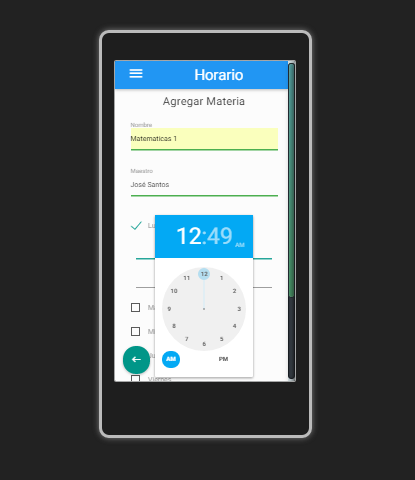 Horario
Agregar Materia
Nombre
Matematicas 1
Maestro
José Santos
12:49 AM
12
11 1
10 2
9 3
8 4
7 5
6
AM PM
Viernes